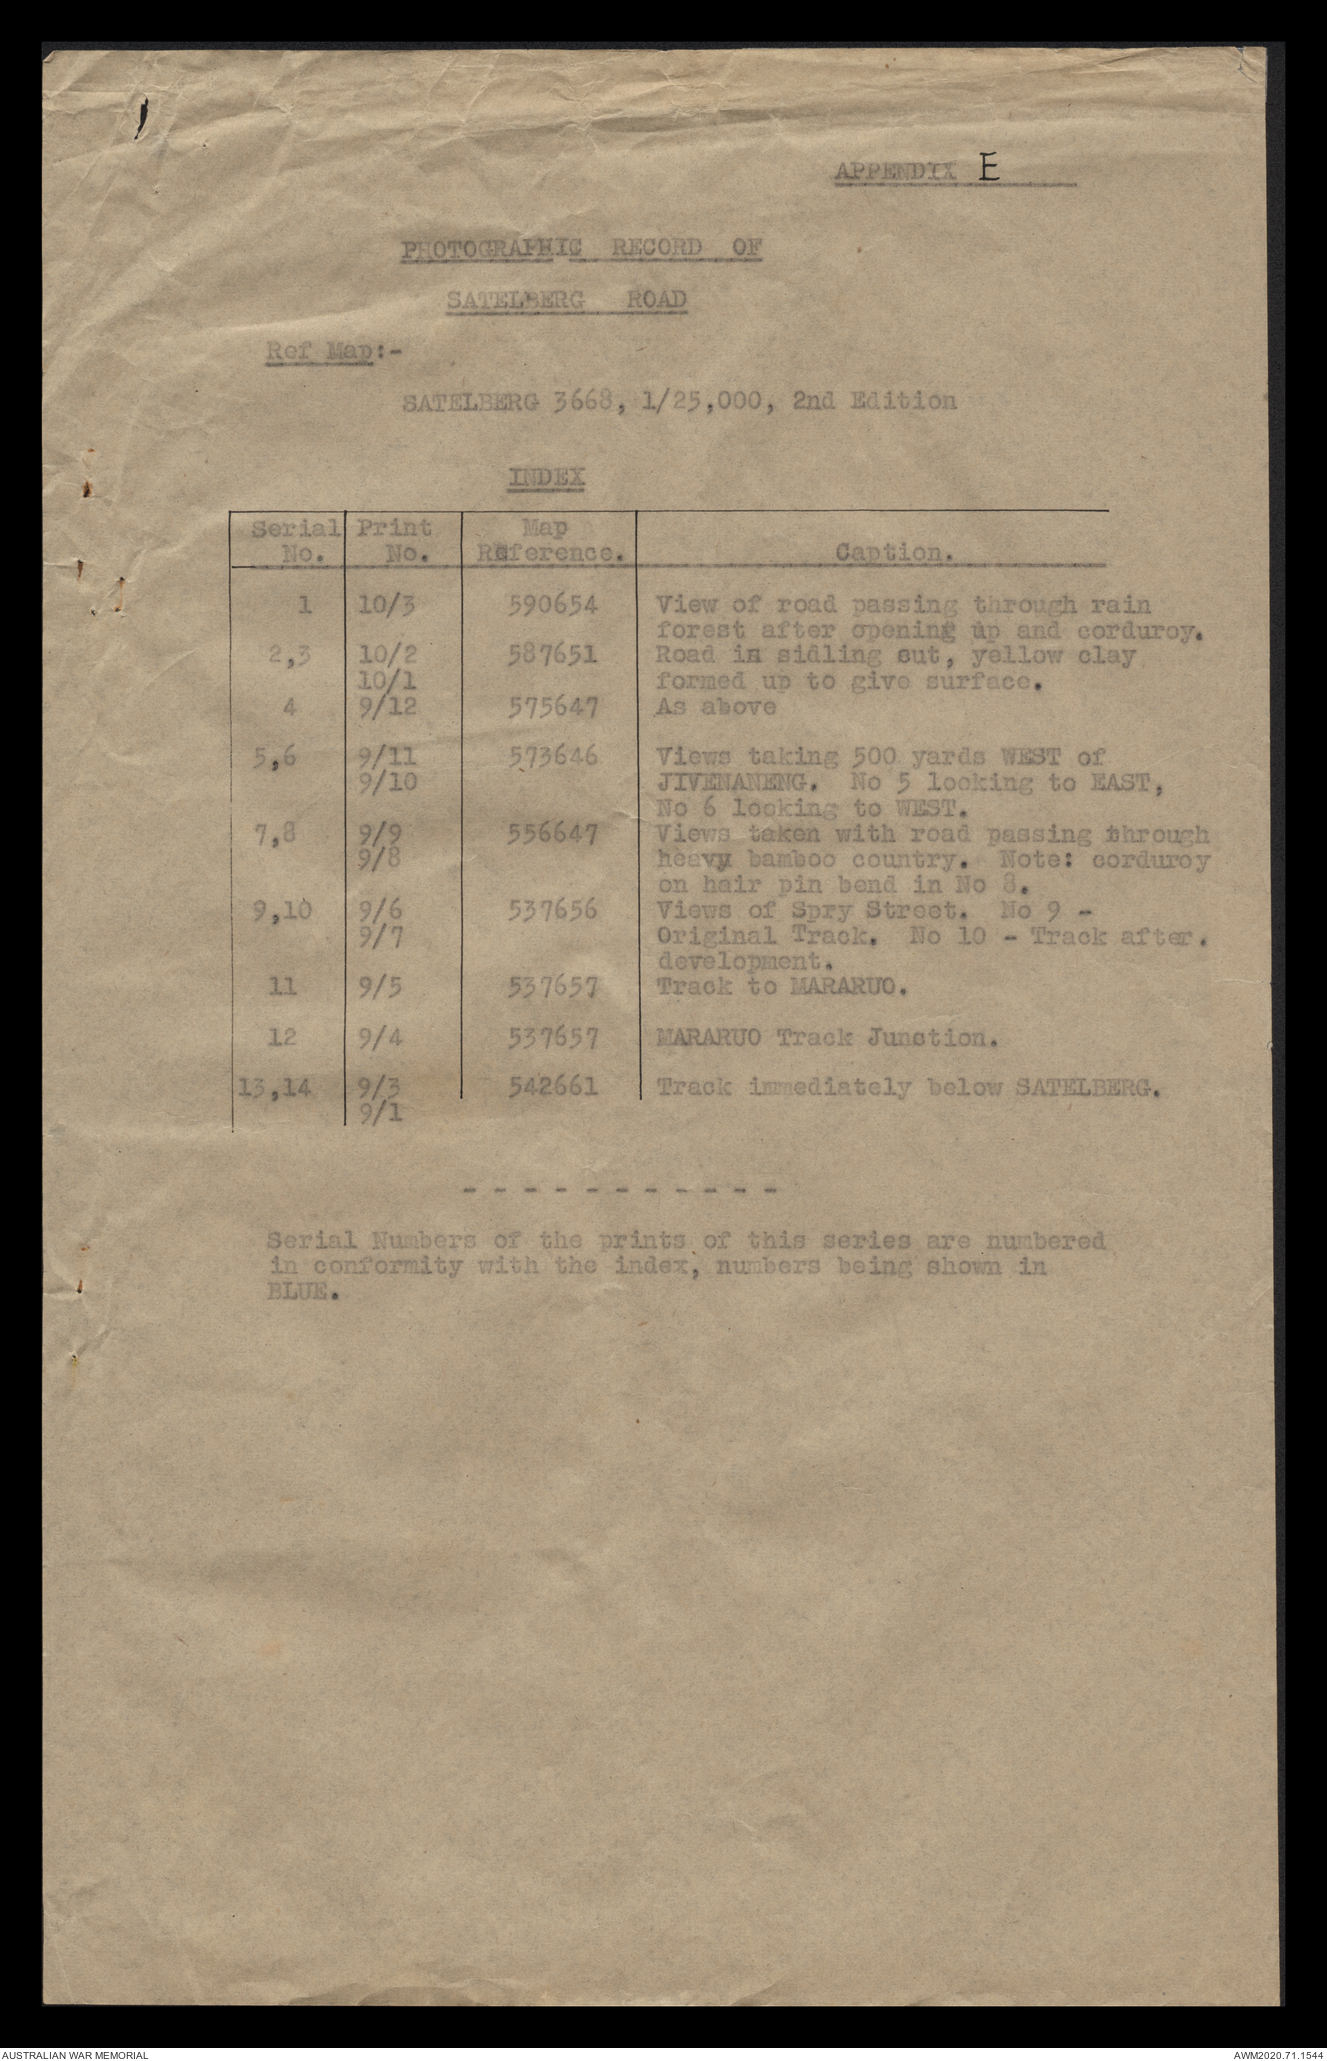 APPENDIX E
PHOTOGRAPHIC RECORD OF
SATELBERG ROAD
Ref Map:-
SATELBERG 3668, 1/25,000, 2nd Edition
INDEX
Serial Print Map
No. No. Reference. Caption.
1 10/3 590654 View of road passing through rain
forest after opening up and corduroy.
2,3 10/2 587651 Road in sidling cut, yellow clay
10/1 formed up to give surface.
4 9/12 575647 As above
5,6 9/11 573646 Views taking 500 yards WEST of
9/10 JIVENANENG. No 5 looking to EAST,
No 6 looking to WEST.
7,8 9/9 556647 Views taken with road passing through
9/8 heavy bamboo country. Note: corduroy
on hair pin bend in No 8.
9,10 9/6 537656 Views of Spry Street. No 9 -
9/7 Original Track. No 10 - Track after.
development.
11 9/5 537657 Track to MARARUO.
12 9/4 537657 MARARUO Track Junction.
13,14 9/3 542661 Track immediately below SATELBERG.
9/1
- - - - - - - - - - -
Serial Numbers of the prints of this series are numbered
in conformity with the index, numbers being shown in
BLUE.
AUSTRALIAN WAR MEMORIAL AWM2020.71.1544